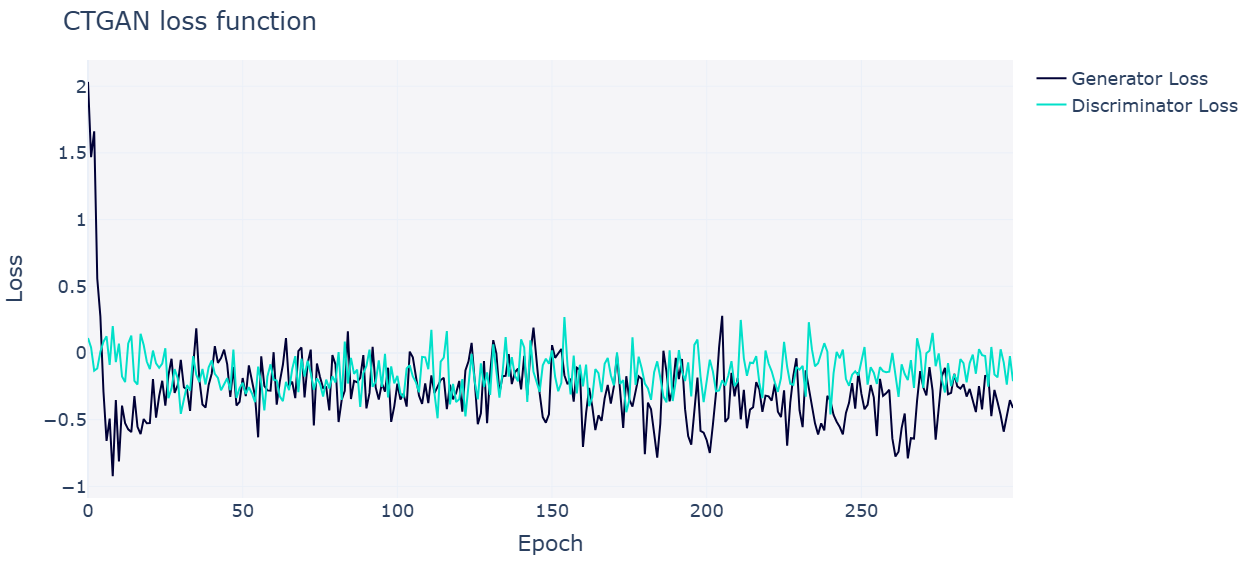 CTGAN loss function
Generator Loss
Discriminator Loss
2
1.5
1
0.5
0
−0.5
−1
Loss
0 50 100 150 200 250
Epoch